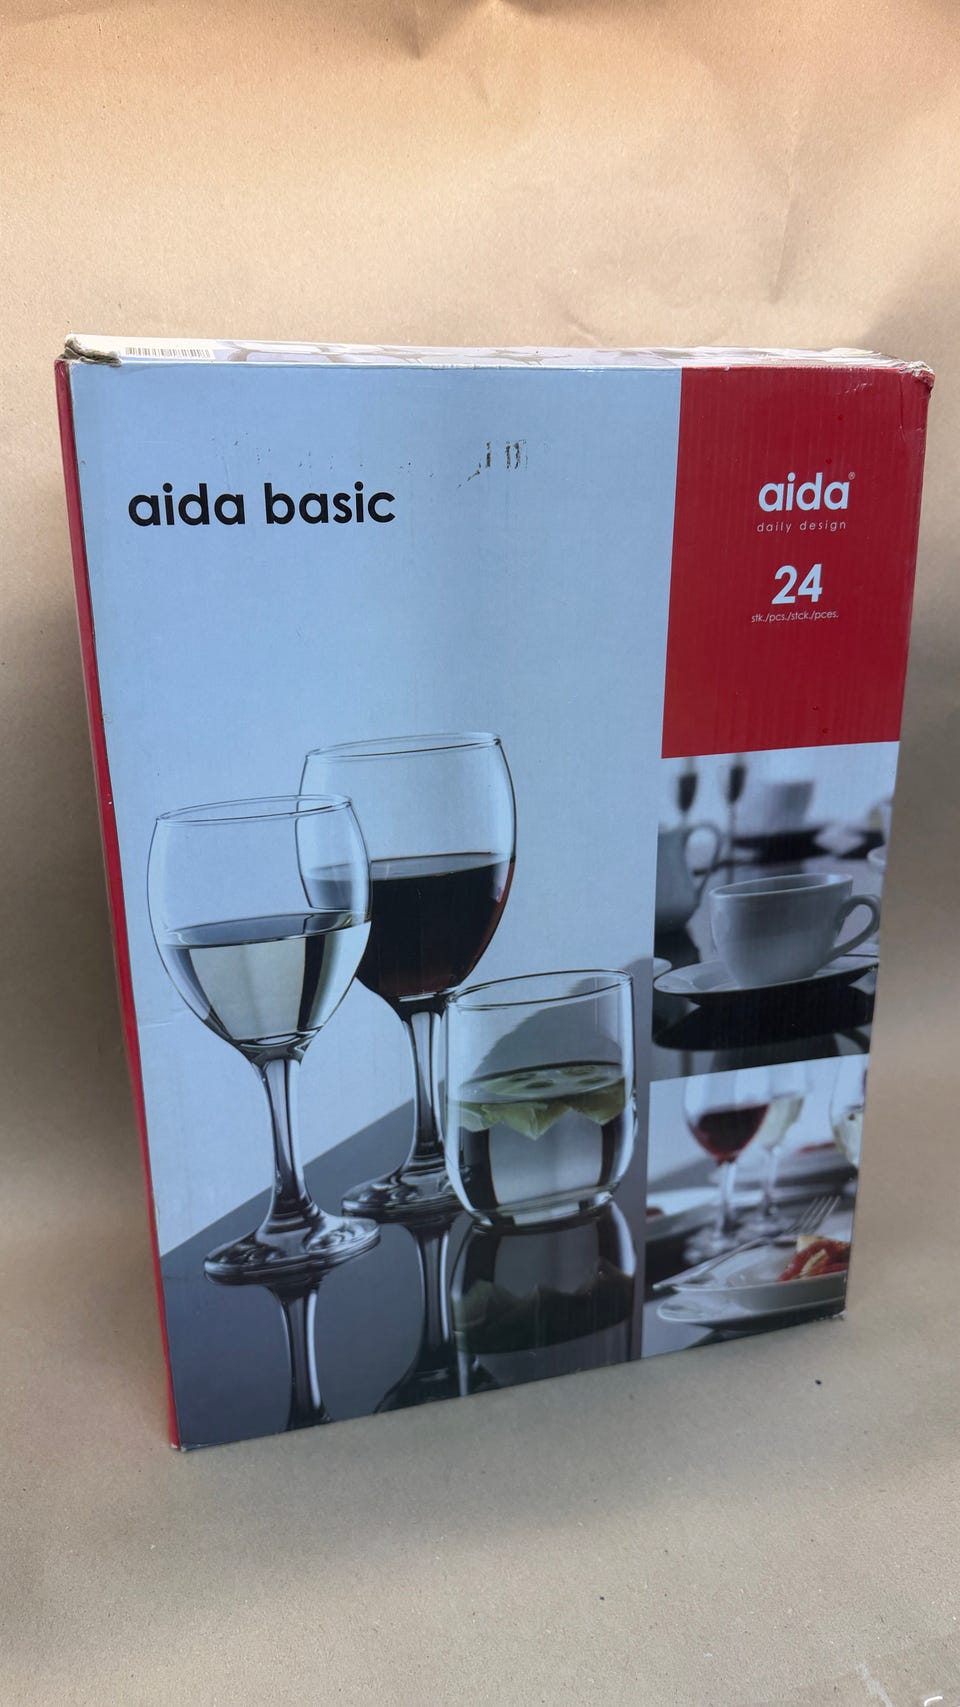 aida basic
aida®
daily design
24
stk./pcs./stck./pces.